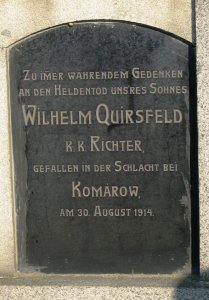 Zu imer währendem Gedenken
an den Heldentod unsres Sohnes
Wilhelm Quirsfeld
k. k. Richter,
gefallen in der Schlacht bei
Komarow
am 30. August 1914.